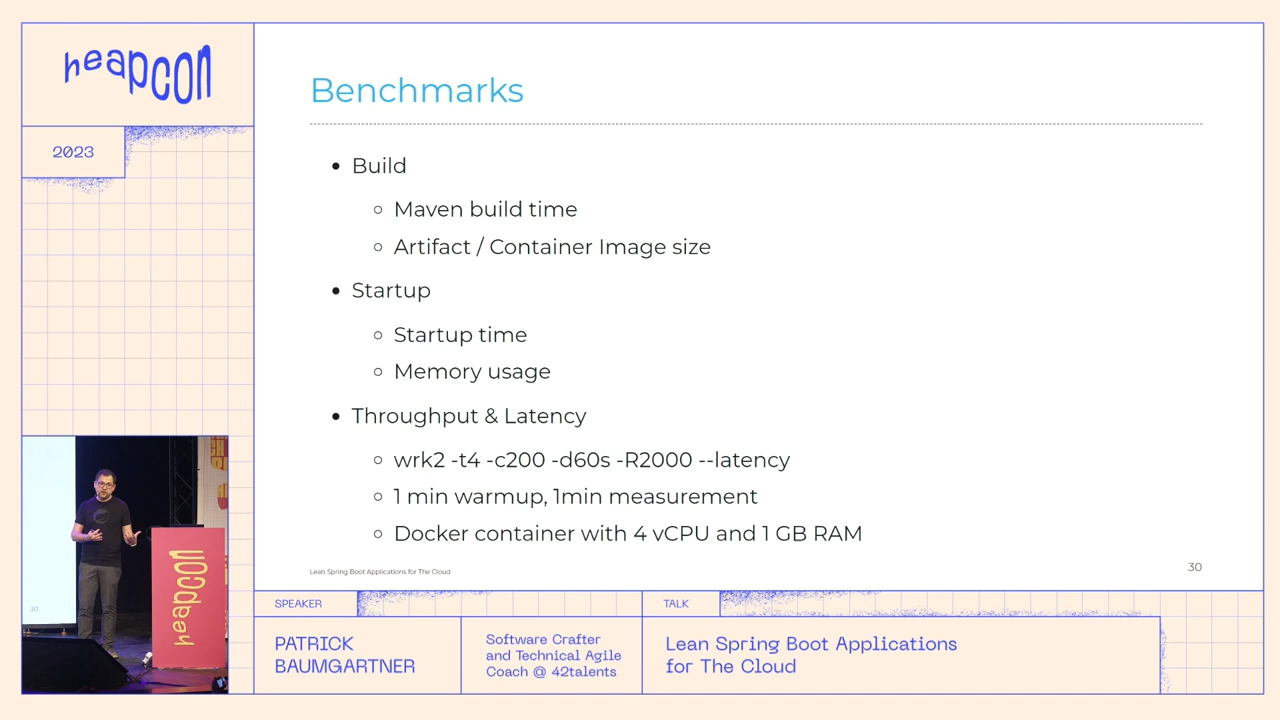 heapcon
2023
Benchmarks
Build
Maven build time
Artifact / Container Image size
Startup
Startup time
Memory usage
Throughput & Latency
wrk2 -t4 -c200 -d60s -R2000 --latency
1 min warmup, 1min measurement
Docker container with 4 vCPU and 1 GB RAM
Lean Spring Boot Applications for The Cloud
30
30
heapcon
SPEAKER
PATRICK
BAUMGARTNER
Software Crafter
and Technical Agile
Coach @ 42talents
TALK
Lean Spring Boot Applications
for The Cloud